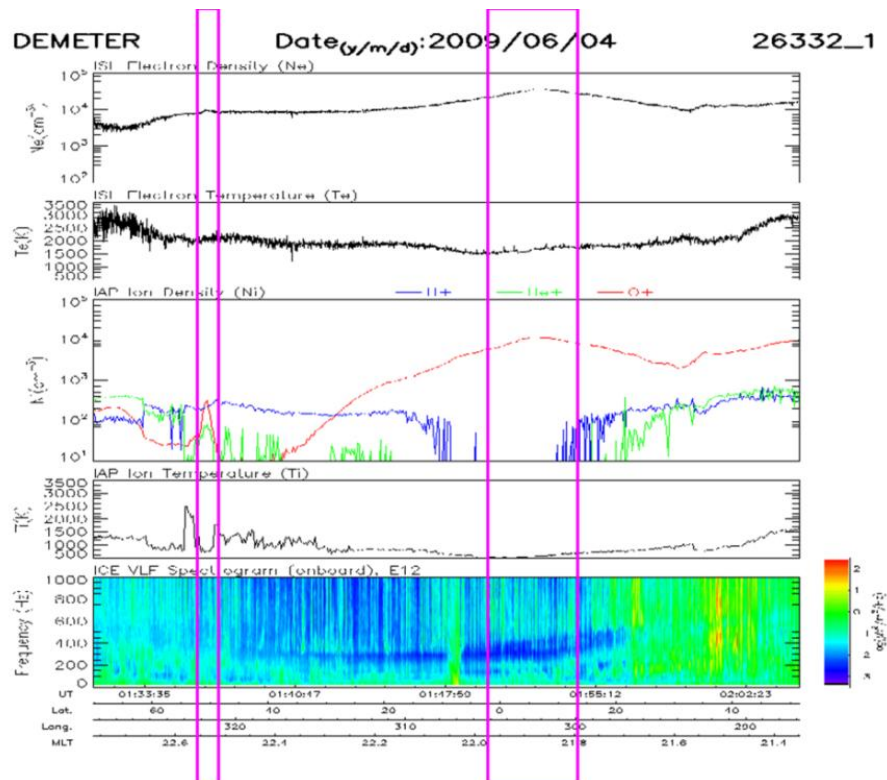 DEMETER Date(y/m/d):2009/06/04 26332_1
ISL Electron Density (Ne)
10⁵
10⁴
10³
10²
ISL Electron Temperature (Te)
Te(K)
3500
3000
2500
2000
1500
1000
500
IAP Ion Density (Ni) H+ He+ O+
10⁵
10⁴
10³
10²
10¹
IAP Ion Temperature (Ti)
3500
3000
2500
2000
1500
1000
500
ICE VLF Spectrogram (onboard), E12
Frequency (Hz)
1000
800
600
400
200
0
UT 01:33:35 01:40:17 01:47:50 01:55:12 02:02:23
Lat. 60 40 20 0 20 40
Long. 320 310 300 290
MLT 22.6 22.4 22.2 22.0 21.8 21.6 21.4